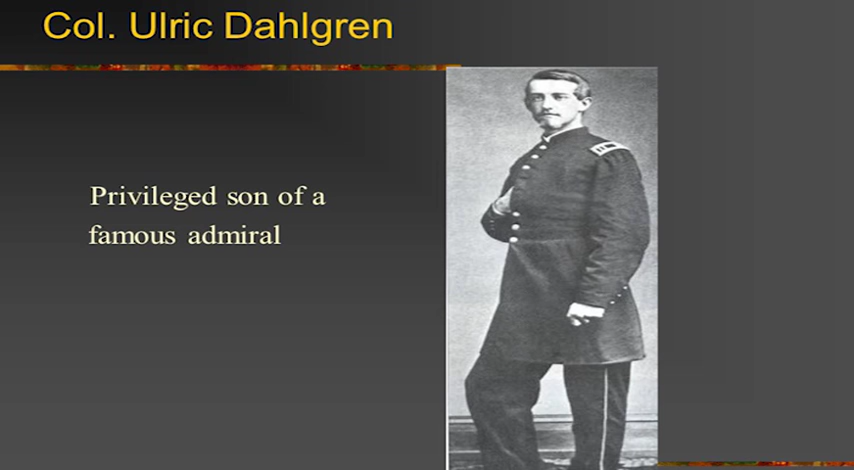 Col. Ulric Dahlgren
Privileged son of a
famous admiral